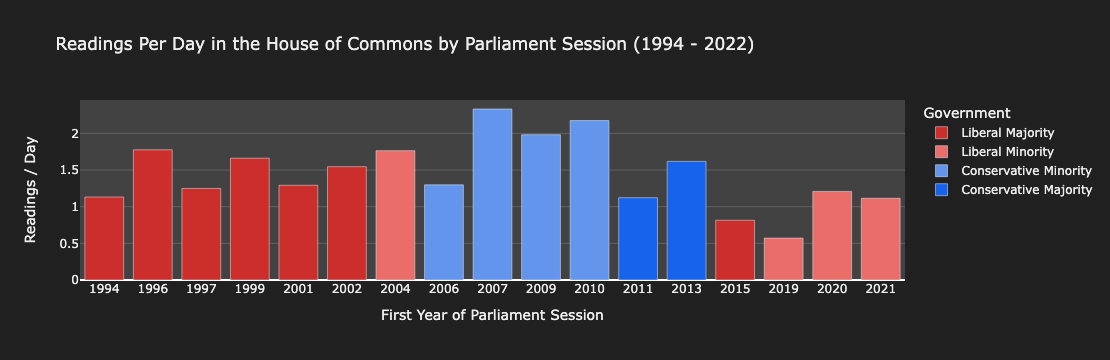 Readings Per Day in the House of Commons by Parliament Session (1994 - 2022)
Government
Liberal Majority
Liberal Minority
Conservative Minority
Conservative Majority
Readings / Day
2
1.5
1
0.5
0
1994 1996 1997 1999 2001 2002 2004 2006 2007 2009 2010 2011 2013 2015 2019 2020 2021
First Year of Parliament Session